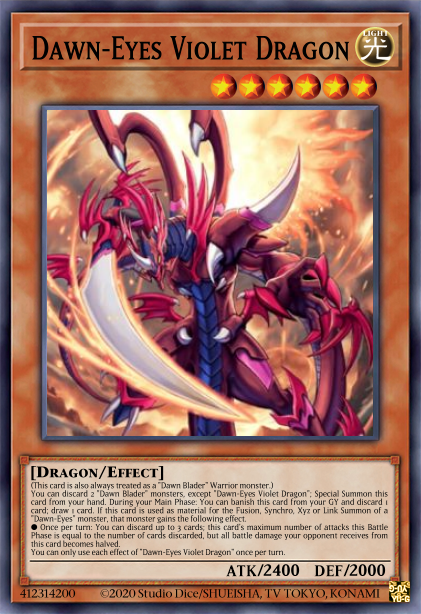 DAWN-EYES VIOLET DRAGON
LIGHT
光
[DRAGON/EFFECT]
(This card is also always treated as a "Dawn Blader" Warrior monster.)
You can discard 2 "Dawn Blader" monsters, except "Dawn-Eyes Violet Dragon"; Special Summon this
card from your hand. During your Main Phase: You can banish this card from your GY and discard 1
card; draw 1 card. If this card is used as material for the Fusion, Synchro, Xyz or Link Summon of a
"Dawn-Eyes" monster, that monster gains the following effect.
● Once per turn: You can discard up to 3 cards; this card's maximum number of attacks this Battle
Phase is equal to the number of cards discarded, but all battle damage your opponent receives from
this card becomes halved.
You can only use each effect of "Dawn-Eyes Violet Dragon" once per turn.
ATK/2400 DEF/2000
412314200 ©2020 Studio Dice/SHUEISHA, TV TOKYO, KONAMI